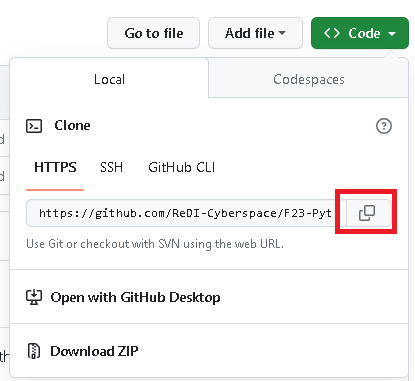 Go to file Add file Code
Local Codespaces
Clone
HTTPS SSH GitHub CLI
https://github.com/ReDI-Cyberspace/F23-Pyt
Use Git or checkout with SVN using the web URL.
Open with GitHub Desktop
Download ZIP